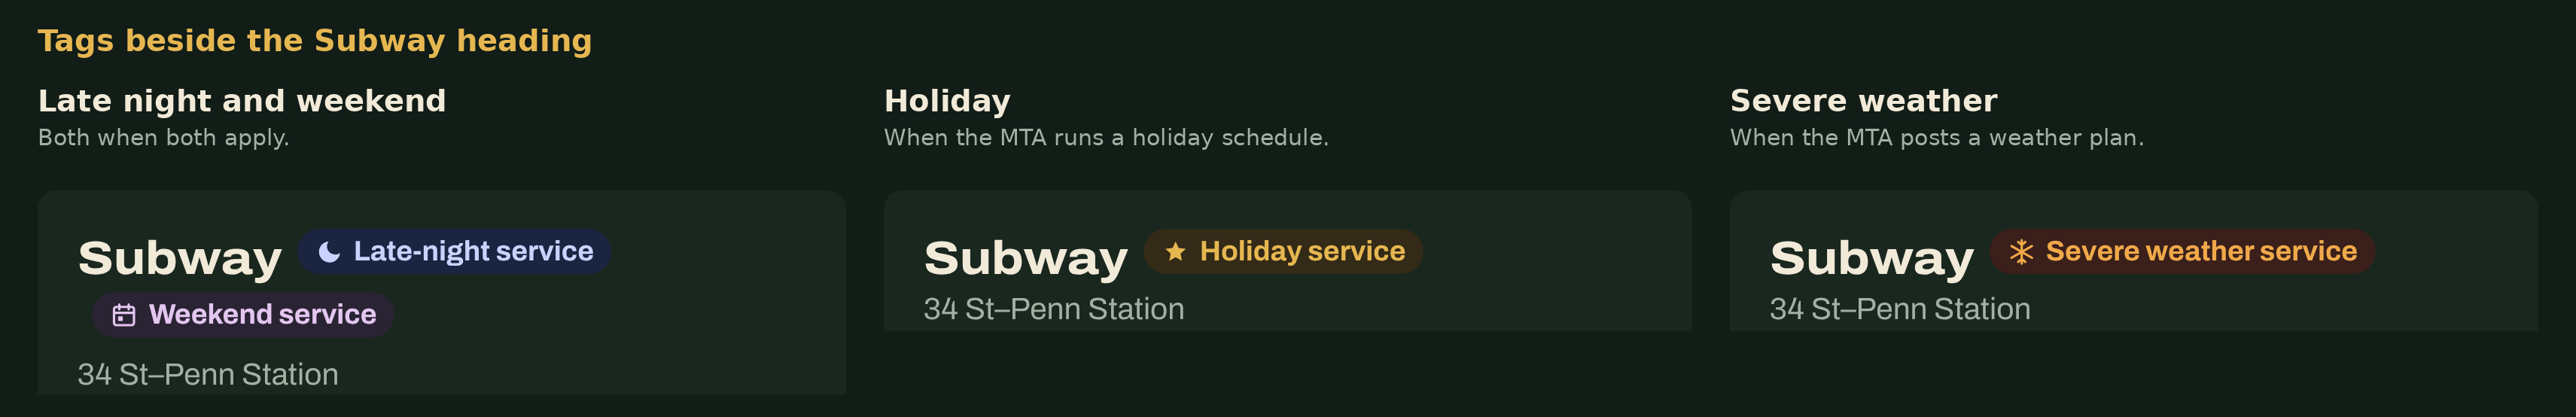 Tags beside the Subway heading
Late night and weekend
Both when both apply.
Subway Late-night service
Weekend service
34 St–Penn Station
Holiday
When the MTA runs a holiday schedule.
Subway Holiday service
34 St–Penn Station
Severe weather
When the MTA posts a weather plan.
Subway Severe weather service
34 St–Penn Station